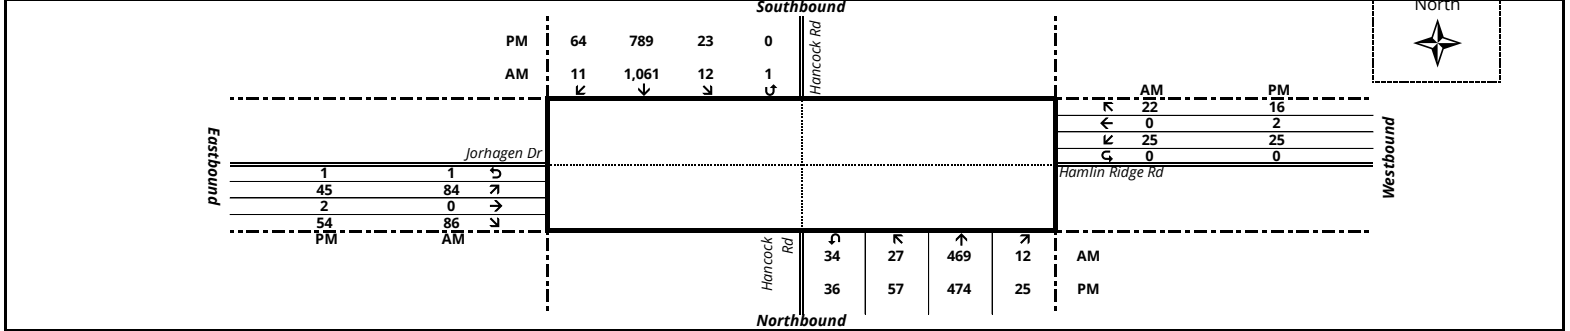 Southbound
North
PM 64 789 23 0
Hancock Rd
AM 11 1,061 12 1
AM PM
22 16
0 2
25 25
0 0
Eastbound
Westbound
Jorhagen Dr
Hamlin Ridge Rd
1 1
45 84
2 0
54 86
PM AM
Hancock
Rd
34 27 469 12 AM
36 57 474 25 PM
Northbound